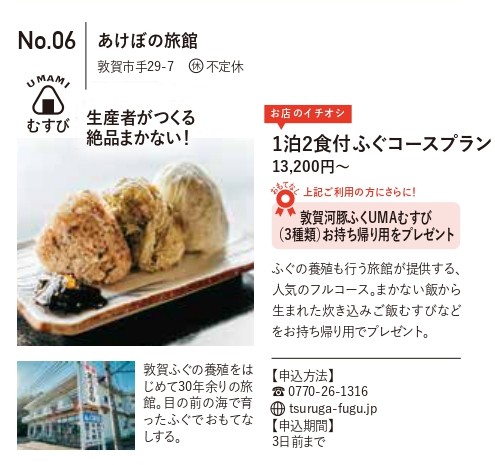 No.06
あけぼの旅館
敦賀市手29-7 ㊡不定休
UMAMI
むすび
生産者がつくる
絶品まかない！
お店のイチオシ
1泊2食付 ふぐコースプラン
13,200円〜
おもてなし
上記ご利用の方にさらに！
敦賀河豚ふくUMAむすび
（3種類）お持ち帰り用をプレゼント
ふぐの養殖も行う旅館が提供する、
人気のフルコース。まかない飯から
生まれた炊き込みご飯むすびなど
をお持ち帰り用でプレゼント。
敦賀ふぐの養殖をは
じめて30年余りの旅
館。目の前の海で育
ったふぐでおもてな
しする。
【申込方法】
☎0770-26-1316
tsuruga-fugu.jp
【申込期間】
3日前まで